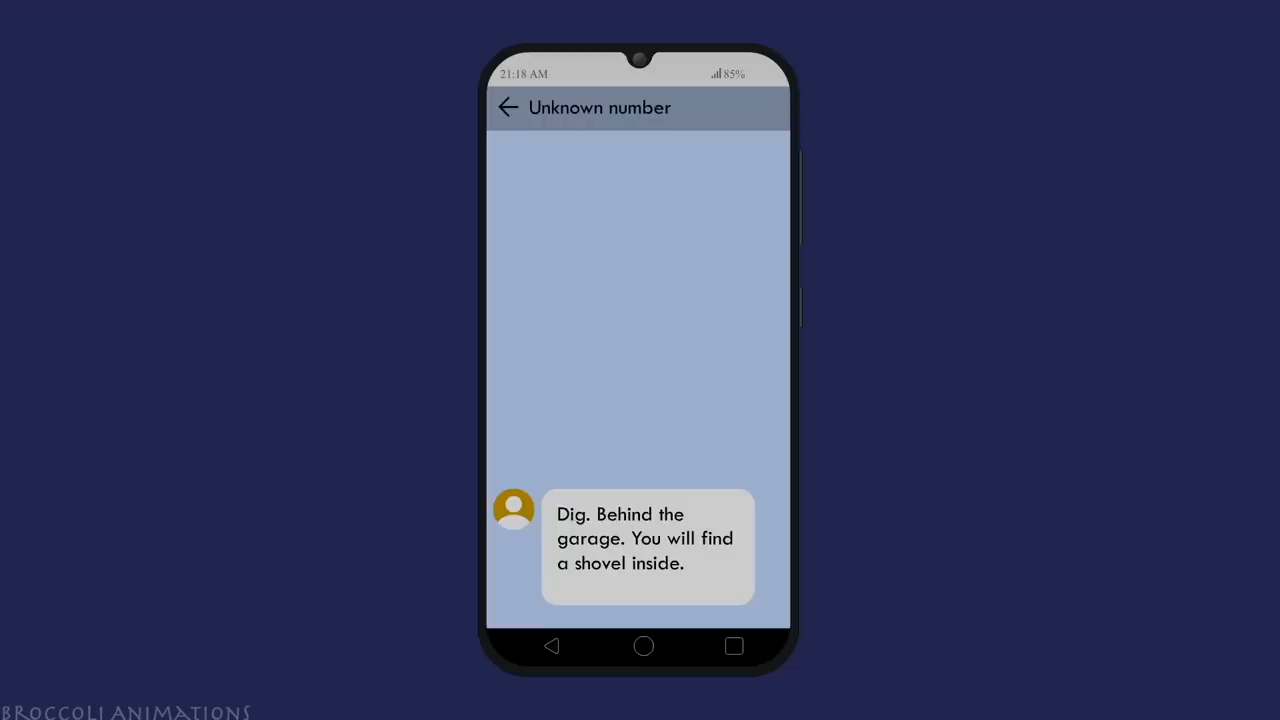 21:18 AM 85%
Unknown number
Dig. Behind the
garage. You will find
a shovel inside.
BROCCOLI ANIMATIONS